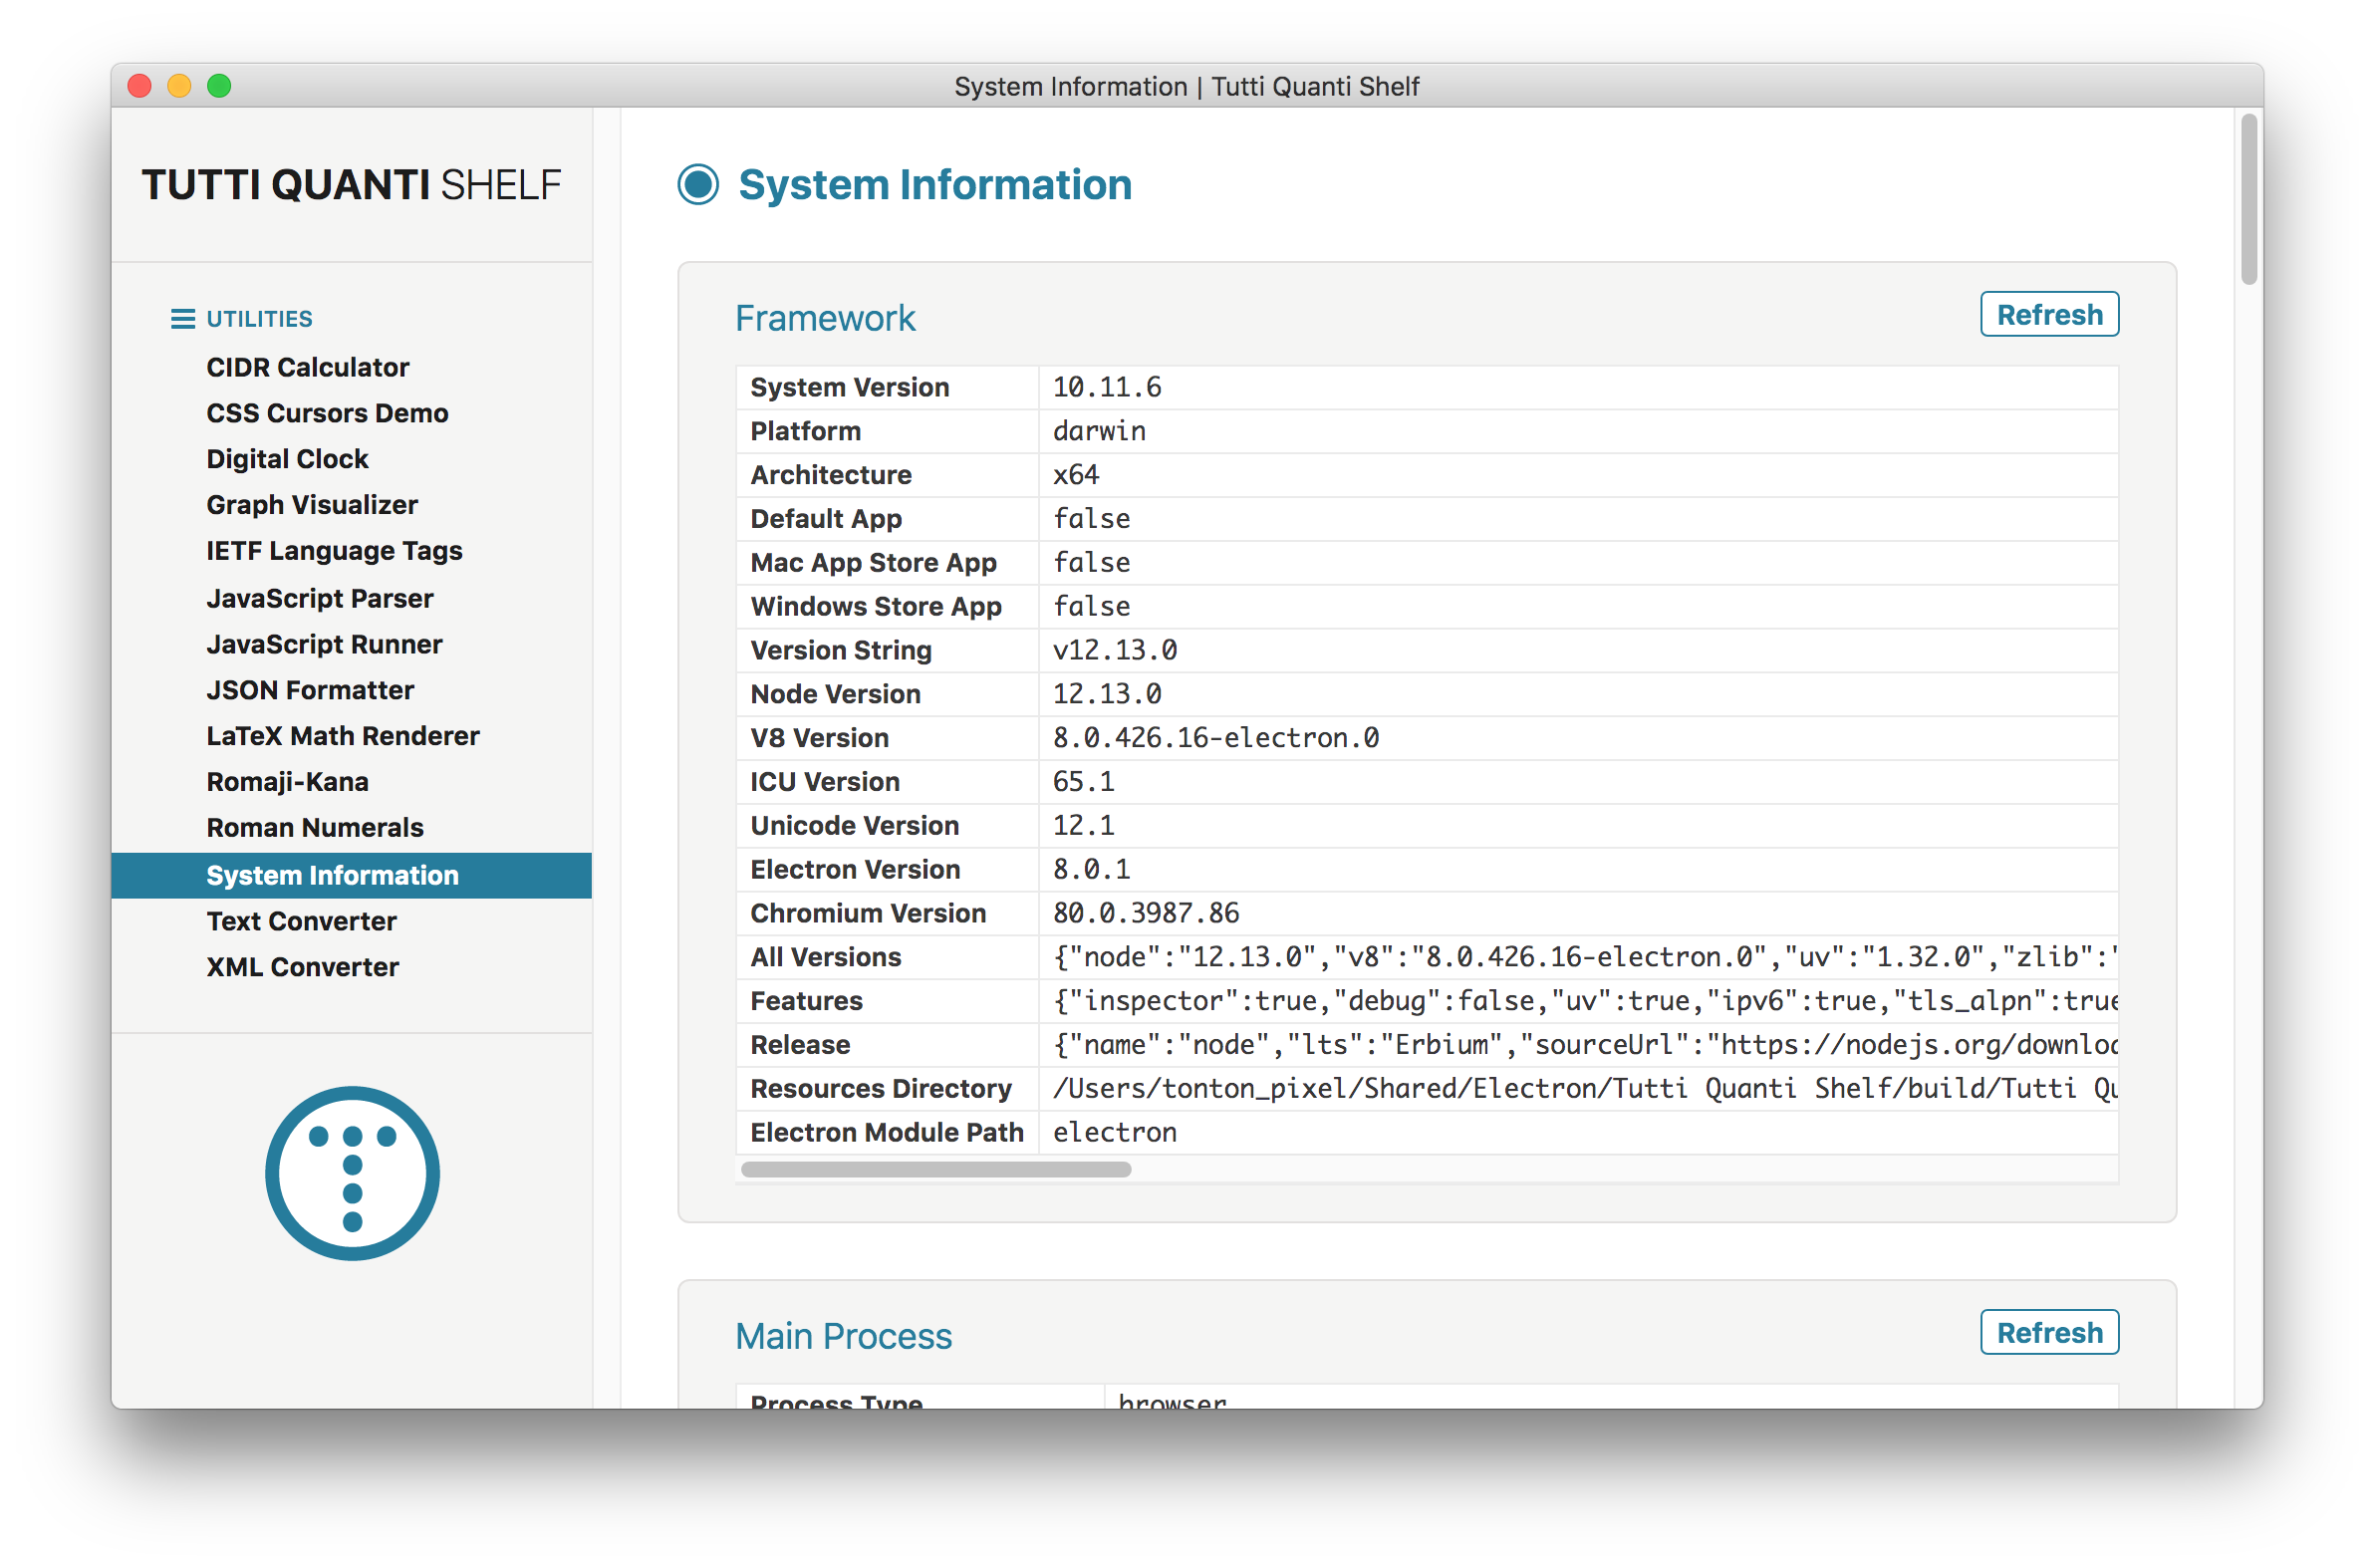 System Information | Tutti Quanti Shelf
TUTTI QUANTI SHELF
UTILITIES
CIDR Calculator
CSS Cursors Demo
Digital Clock
Graph Visualizer
IETF Language Tags
JavaScript Parser
JavaScript Runner
JSON Formatter
LaTeX Math Renderer
Romaji-Kana
Roman Numerals
System Information
Text Converter
XML Converter
System Information
Framework
Refresh
System Version 10.11.6
Platform darwin
Architecture x64
Default App false
Mac App Store App false
Windows Store App false
Version String v12.13.0
Node Version 12.13.0
V8 Version 8.0.426.16-electron.0
ICU Version 65.1
Unicode Version 12.1
Electron Version 8.0.1
Chromium Version 80.0.3987.86
All Versions {"node":"12.13.0","v8":"8.0.426.16-electron.0","uv":"1.32.0","zlib":"
Features {"inspector":true,"debug":false,"uv":true,"ipv6":true,"tls_alpn":true
Release {"name":"node","lts":"Erbium","sourceUrl":"https://nodejs.org/downloa
Resources Directory /Users/tonton_pixel/Shared/Electron/Tutti Quanti Shelf/build/Tutti Qu
Electron Module Path electron
Main Process
Refresh
Process Type browser